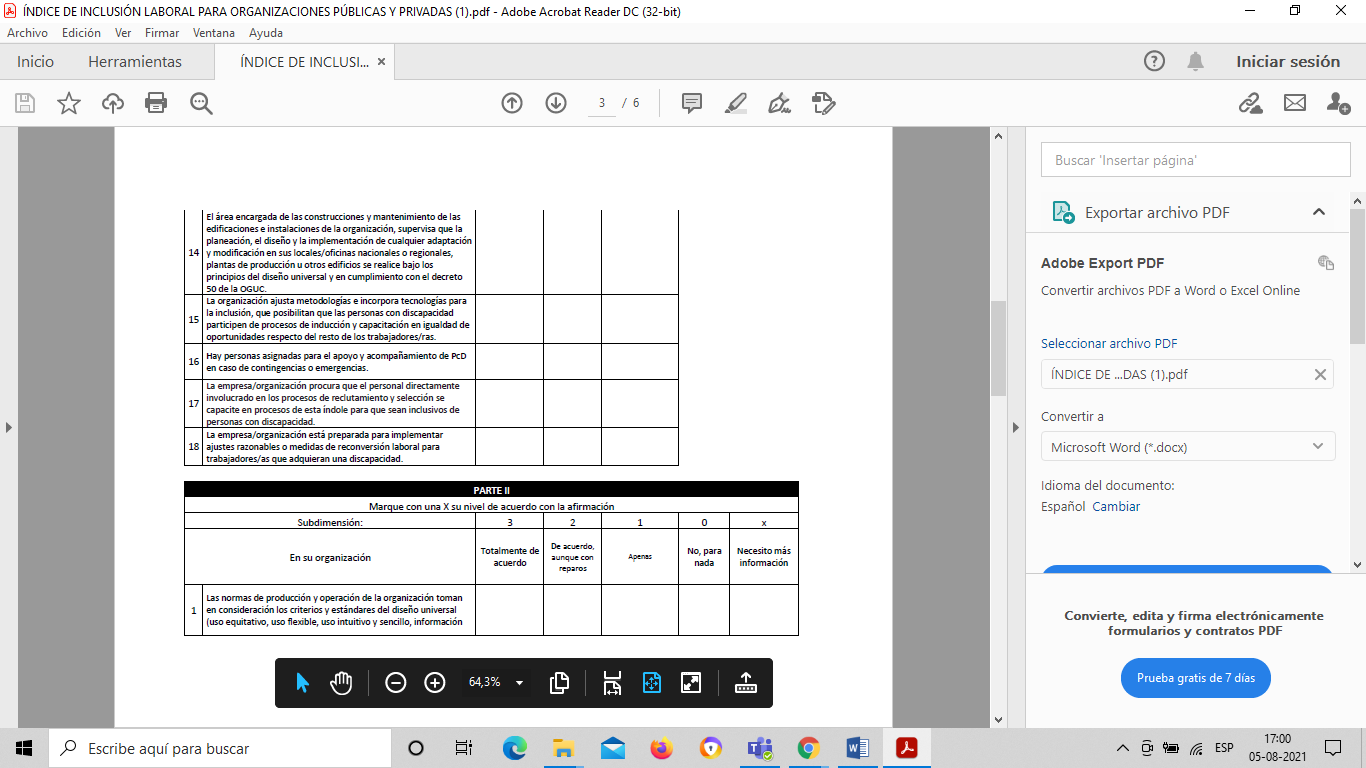 ÍNDICE DE INCLUSIÓN LABORAL PARA ORGANIZACIONES PÚBLICAS Y PRIVADAS (1).pdf - Adobe Acrobat Reader DC (32-bit)
Archivo Edición Ver Firmar Ventana Ayuda
Inicio Herramientas ÍNDICE DE INCLUSI... × Iniciar sesión
3 / 6
14 El área encargada de las construcciones y mantenimiento de las
edificaciones e instalaciones de la organización, supervisa que la
planeación, el diseño y la implementación de cualquier adaptación
y modificación en sus locales/oficinas nacionales o regionales,
plantas de producción u otros edificios se realice bajo los
principios del diseño universal y en cumplimiento con el decreto
50 de la OGUC.
15 La organización ajusta metodologías e incorpora tecnologías para
la inclusión, que posibilitan que las personas con discapacidad
participen de procesos de inducción y capacitación en igualdad de
oportunidades respecto del resto de los trabajadores/ras.
16 Hay personas asignadas para el apoyo y acompañamiento de PcD
en caso de contingencias o emergencias.
17 La empresa/organización procura que el personal directamente
involucrado en los procesos de reclutamiento y selección se
capacite en procesos de esta índole para que sean inclusivos de
personas con discapacidad.
18 La empresa/organización está preparada para implementar
ajustes razonables o medidas de reconversión laboral para
trabajadores/as que adquieran una discapacidad.
PARTE II
Marque con una X su nivel de acuerdo con la afirmación
Subdimensión: 3 2 1 0 x
En su organización
Totalmente de
acuerdo
De acuerdo,
aunque con
reparos
Apenas
No, para
nada
Necesito más
información
1 Las normas de producción y operación de la organización toman
en consideración los criterios y estándares del diseño universal
(uso equitativo, uso flexible, uso intuitivo y sencillo, información
64,3%
Buscar 'Insertar página'
Exportar archivo PDF
Adobe Export PDF
Convertir archivos PDF a Word o Excel Online
Seleccionar archivo PDF
ÍNDICE DE ...DAS (1).pdf
Convertir a
Microsoft Word (*.docx)
Idioma del documento:
Español Cambiar
Convierte, edita y firma electrónicamente
formularios y contratos PDF
Prueba gratis de 7 días
Escribe aquí para buscar
ESP
17:00
05-08-2021